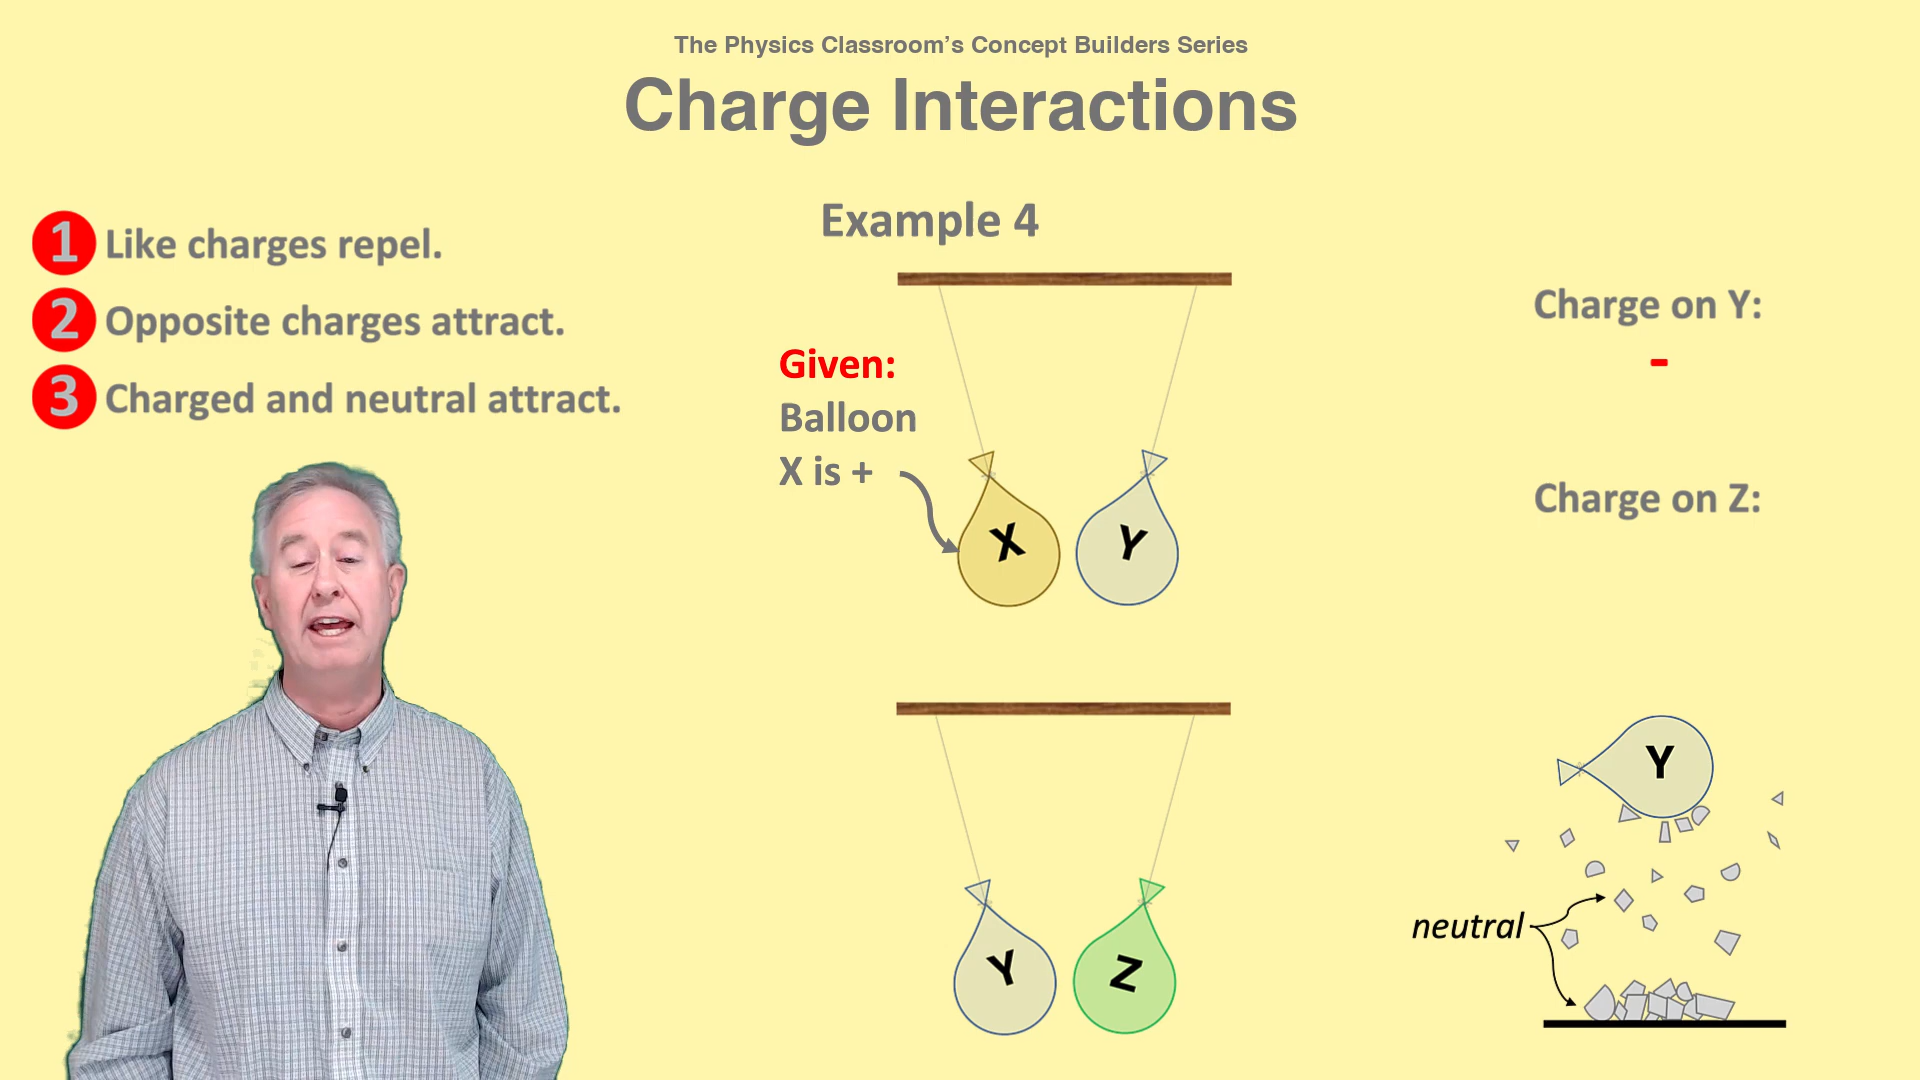 The Physics Classroom’s Concept Builders Series
Charge Interactions
1 Like charges repel.
2 Opposite charges attract.
3 Charged and neutral attract.
Example 4
Given:
Balloon
X is +
X
Y
Y
Z
Charge on Y:
-
Charge on Z:
Y
neutral